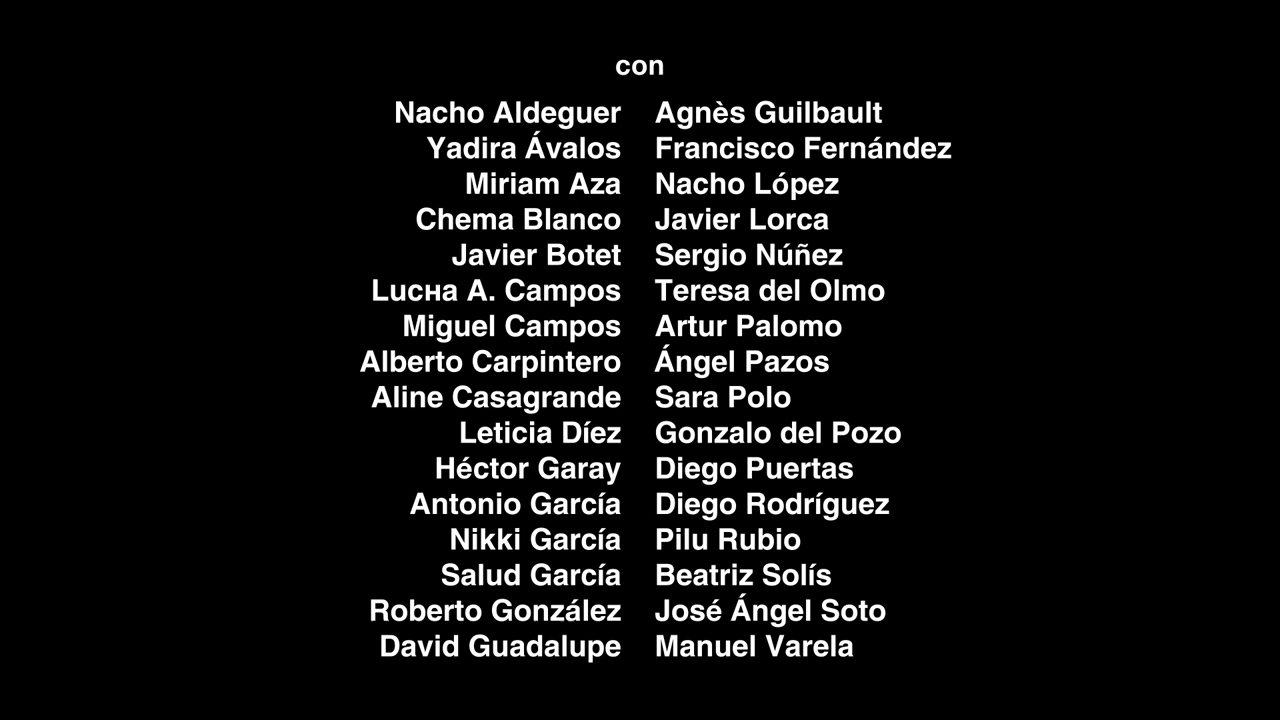 con
Nacho Aldeguer Agnès Guilbault
Yadira Ávalos Francisco Fernández
Miriam Aza Nacho López
Chema Blanco Javier Lorca
Javier Botet Sergio Núñez
Lucнa A. Campos Teresa del Olmo
Miguel Campos Artur Palomo
Alberto Carpintero Ángel Pazos
Aline Casagrande Sara Polo
Leticia Díez Gonzalo del Pozo
Héctor Garay Diego Puertas
Antonio García Diego Rodríguez
Nikki García Pilu Rubio
Salud García Beatriz Solís
Roberto González José Ángel Soto
David Guadalupe Manuel Varela